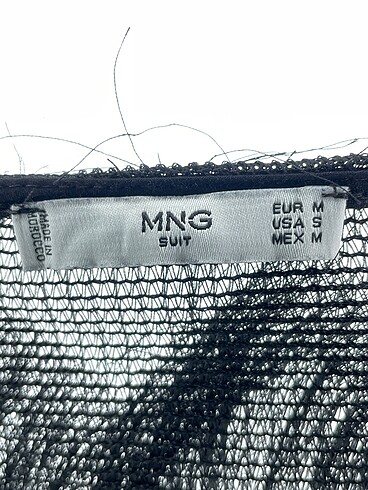 MADE IN
MOROCCO
MNG
SUIT
EUR M
USA S
MEX M